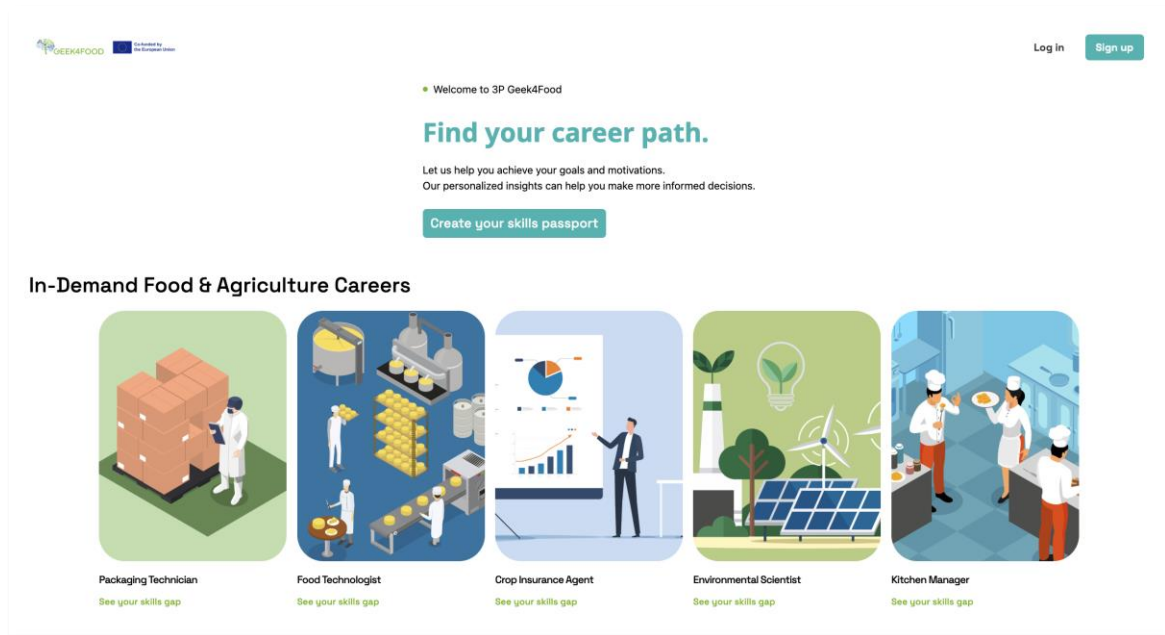 GEEK4FOOD
Co-funded by
the European Union
Log in
Sign up
Welcome to 3P Geek4Food
Find your career path.
Let us help you achieve your goals and motivations.
Our personalized insights can help you make more informed decisions.
Create your skills passport
In-Demand Food & Agriculture Careers
Packaging Technician
Food Technologist
Crop Insurance Agent
Environmental Scientist
Kitchen Manager
See your skills gap
See your skills gap
See your skills gap
See your skills gap
See your skills gap